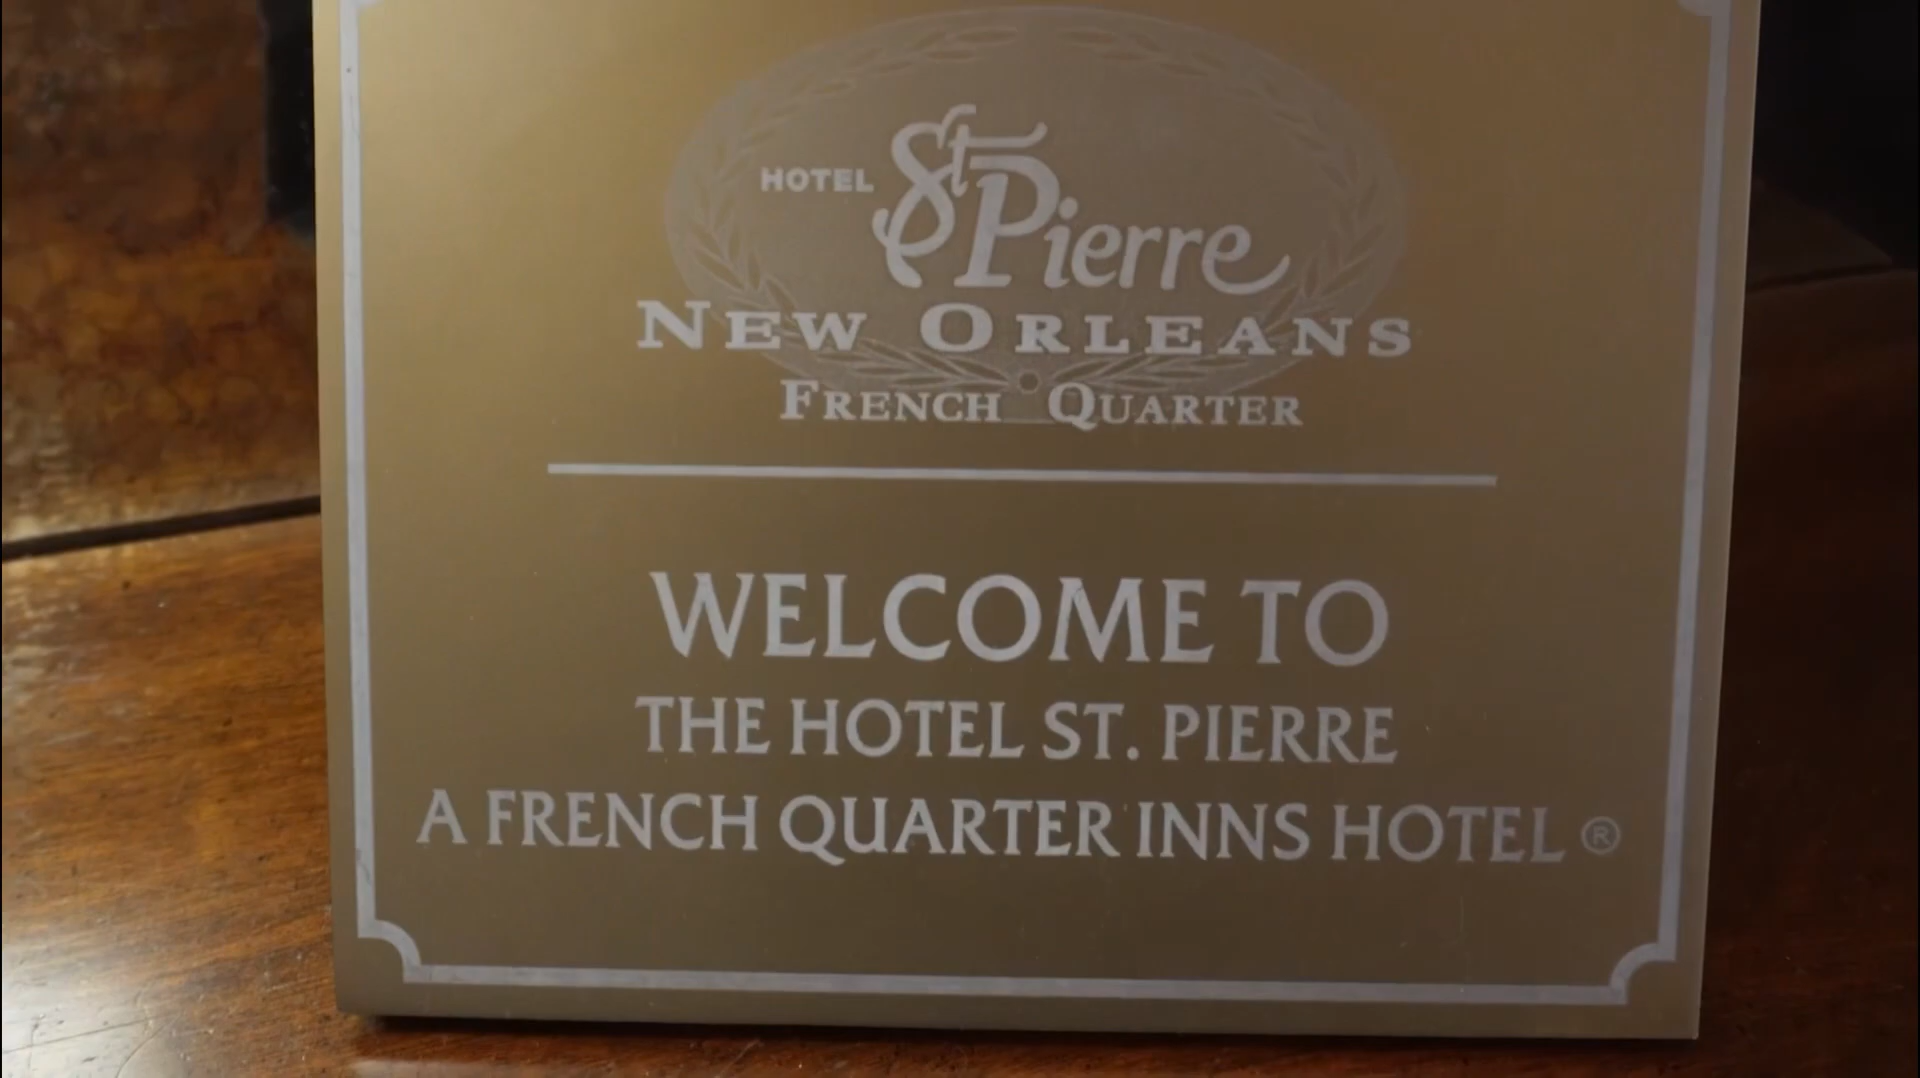 HOTEL St Pierre
NEW ORLEANS
FRENCH QUARTER
WELCOME TO
THE HOTEL ST. PIERRE
A FRENCH QUARTER INNS HOTEL ®